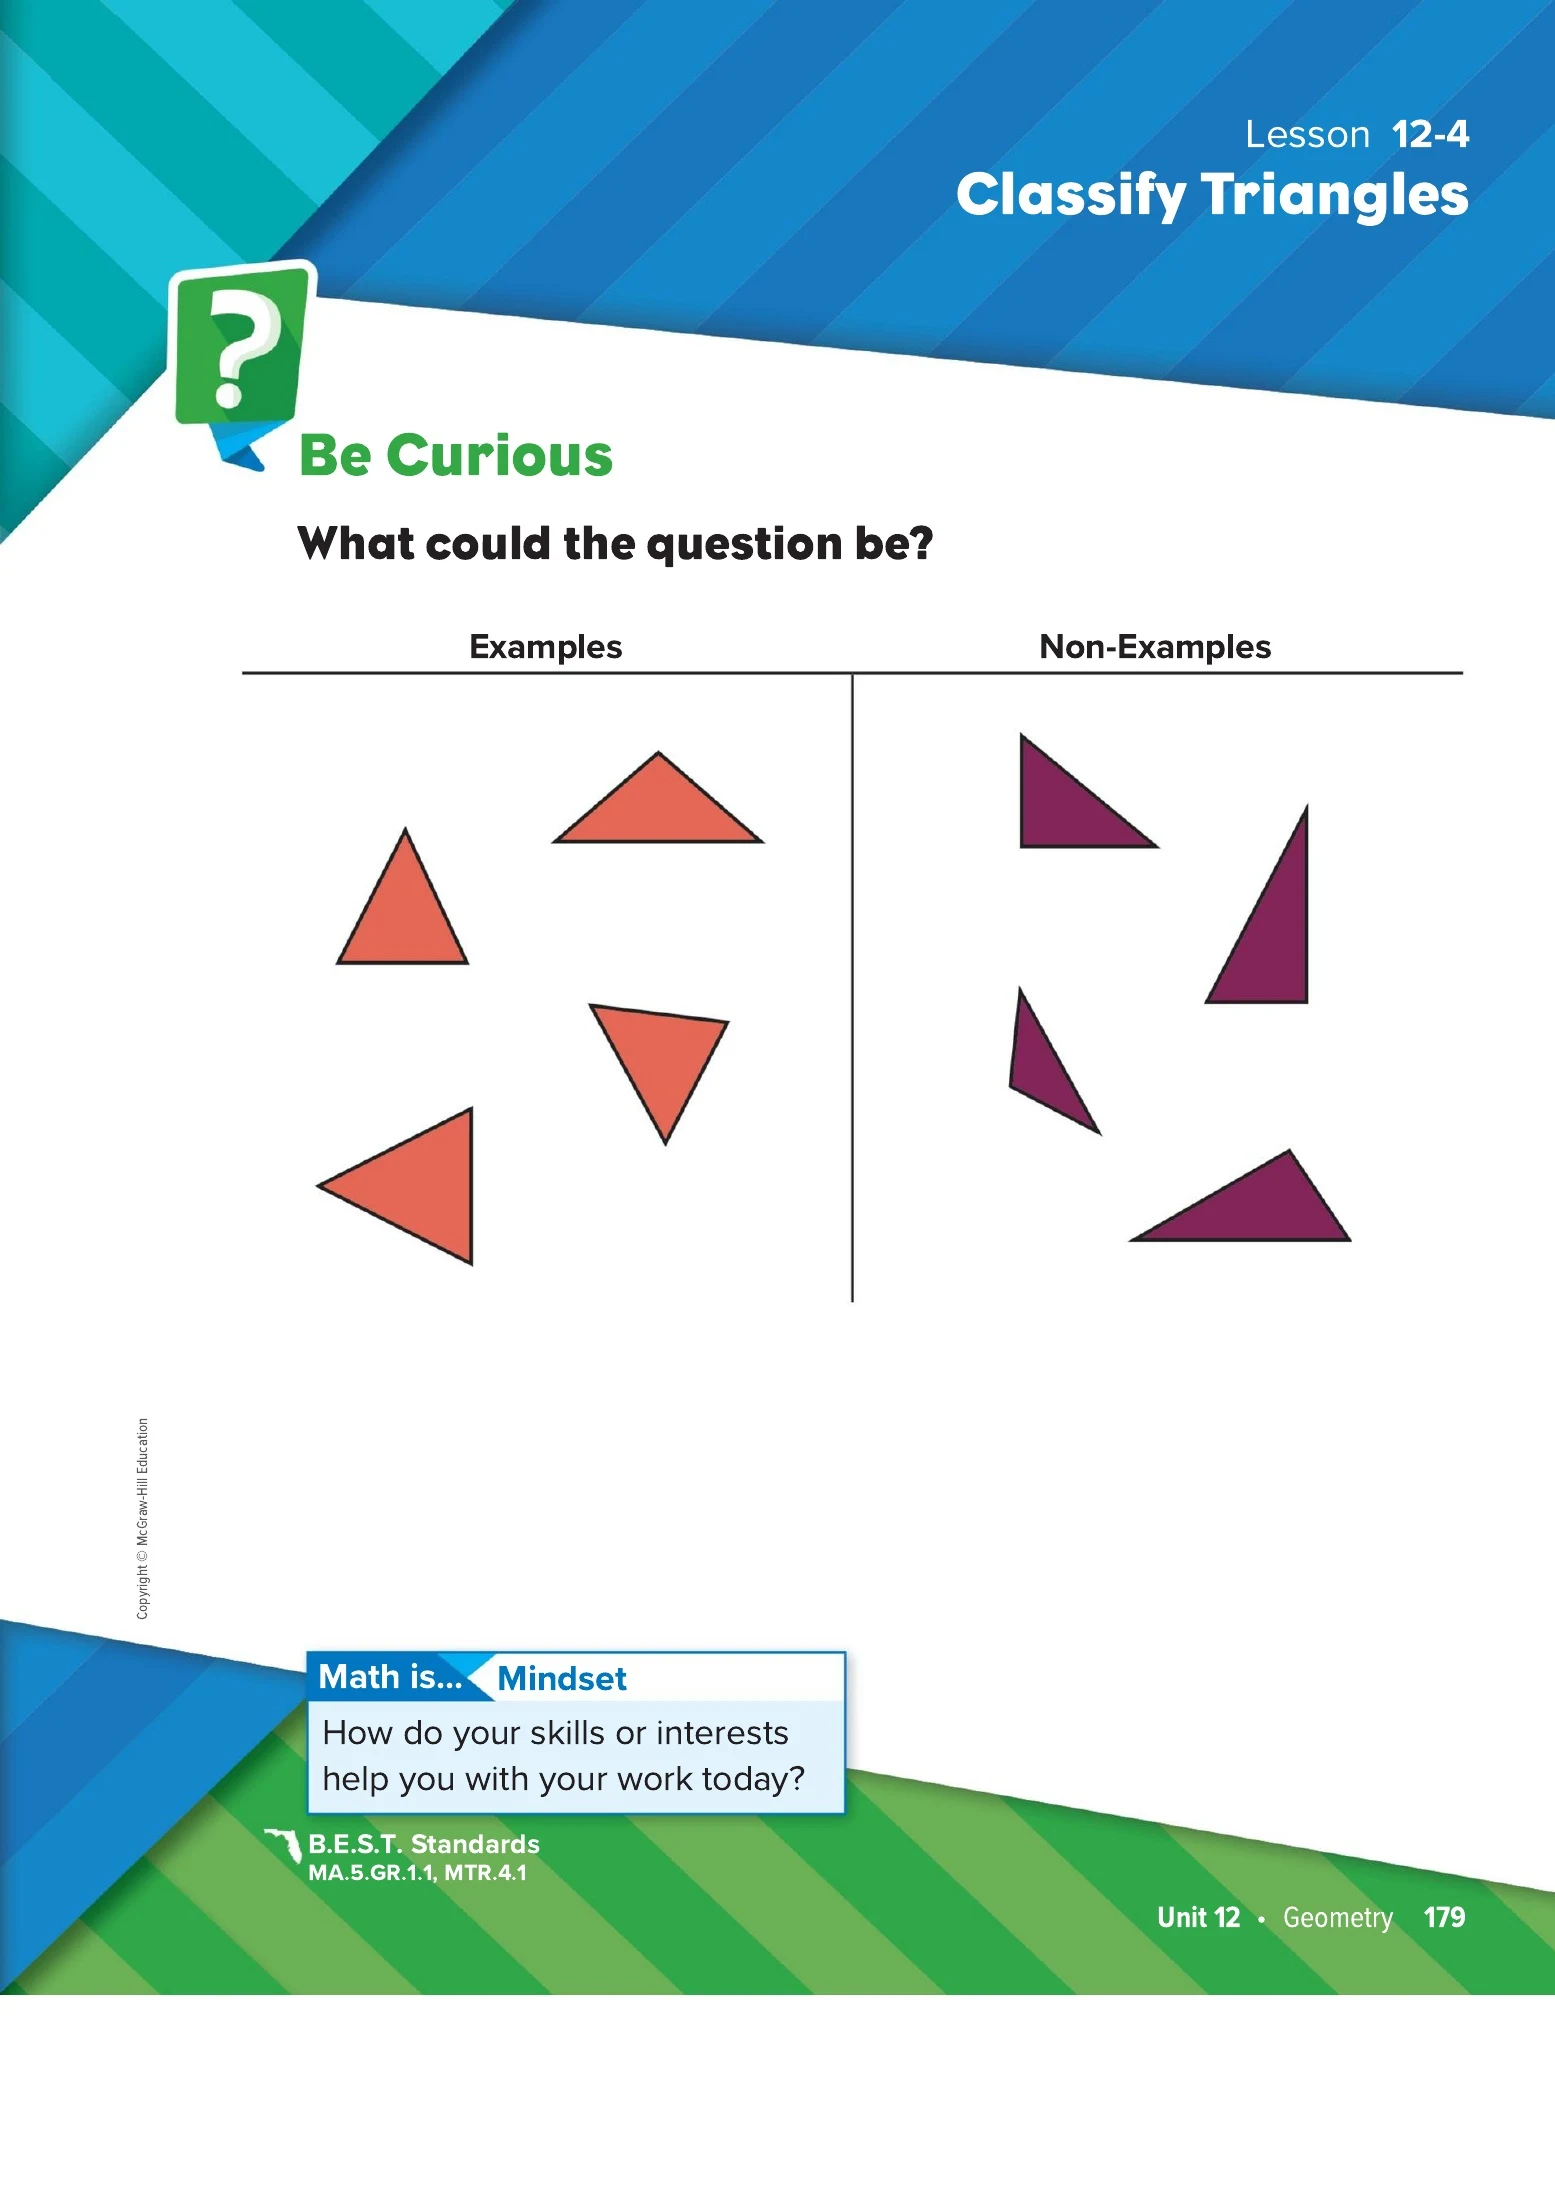 Lesson 12-4
Classify Triangles
?
Be Curious
What could the question be?
Examples
Non-Examples
Copyright © McGraw-Hill Education
Math is... Mindset
How do your skills or interests
help you with your work today?
B.E.S.T. Standards
MA.5.GR.1.1, MTR.4.1
Unit 12 • Geometry 179